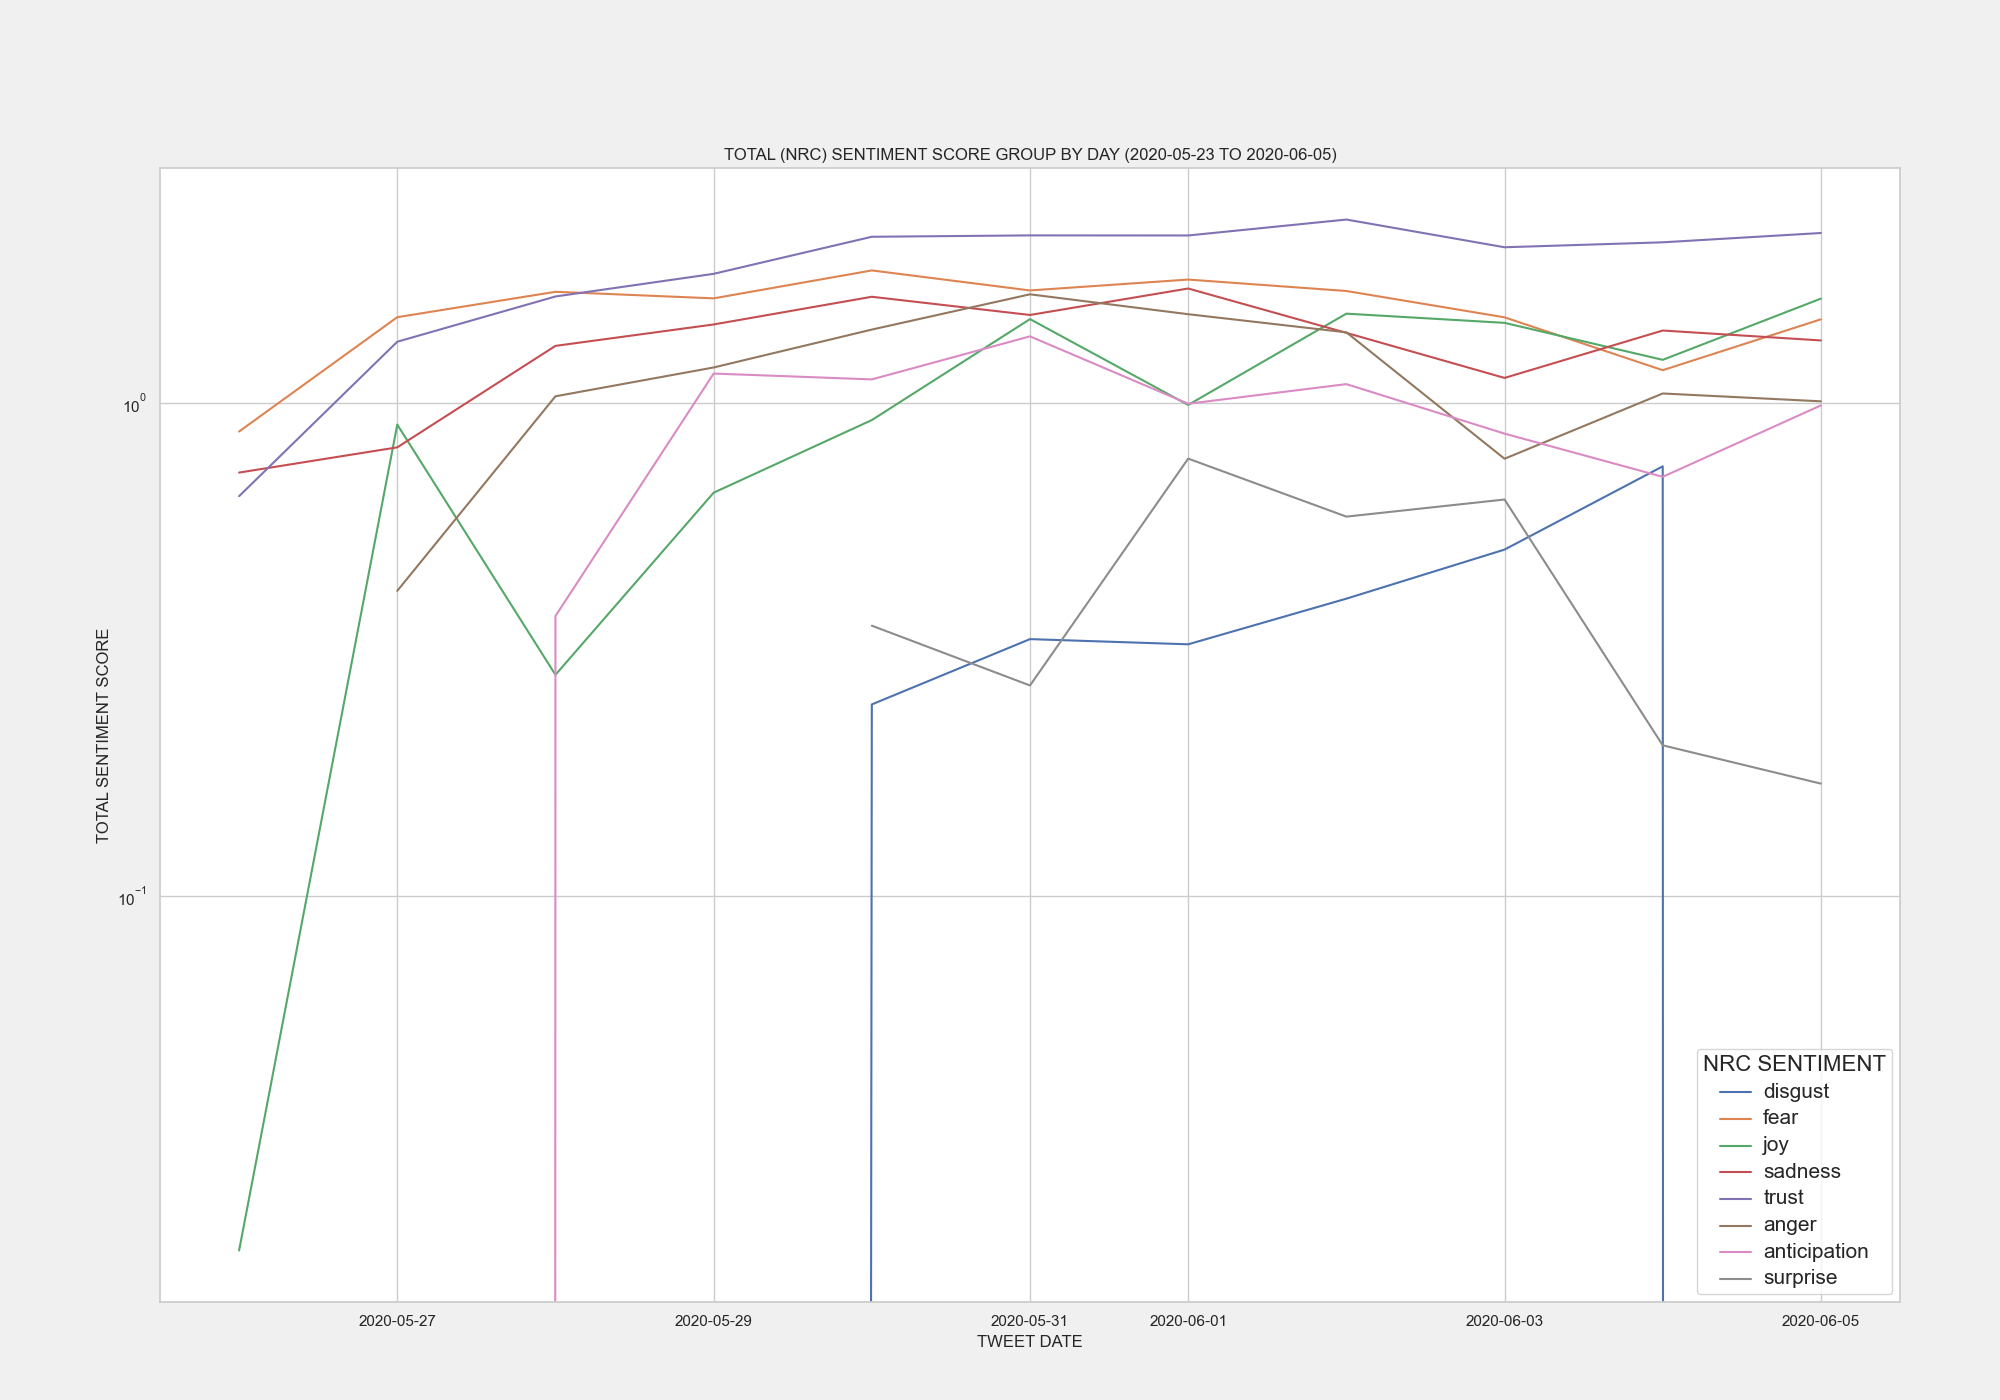 TOTAL (NRC) SENTIMENT SCORE GROUP BY DAY (2020-05-23 TO 2020-06-05)
TOTAL SENTIMENT SCORE
10⁰
10⁻¹
2020-05-27 2020-05-29 2020-05-31 2020-06-01 2020-06-03 2020-06-05
TWEET DATE
NRC SENTIMENT
disgust
fear
joy
sadness
trust
anger
anticipation
surprise